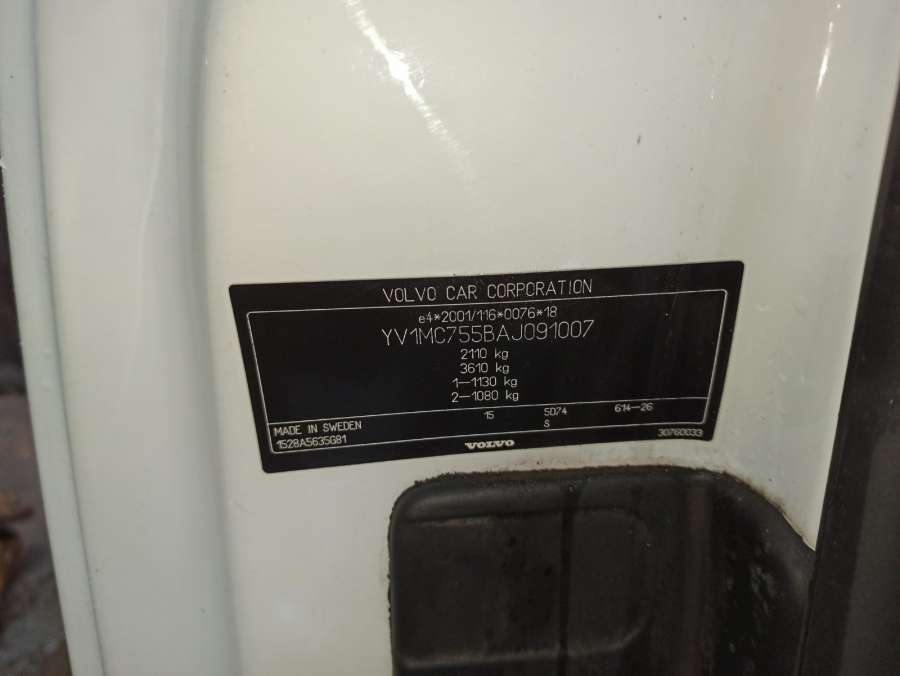 VOLVO CAR CORPORATION
e4*2001/116*0076*18
YV1MC755BAJ091007
2110 kg
3610 kg
1-1130 kg
2-1080 kg
15 5D74 614-26
MADE IN SWEDEN S
1528A5635G81 VOLVO 30760033